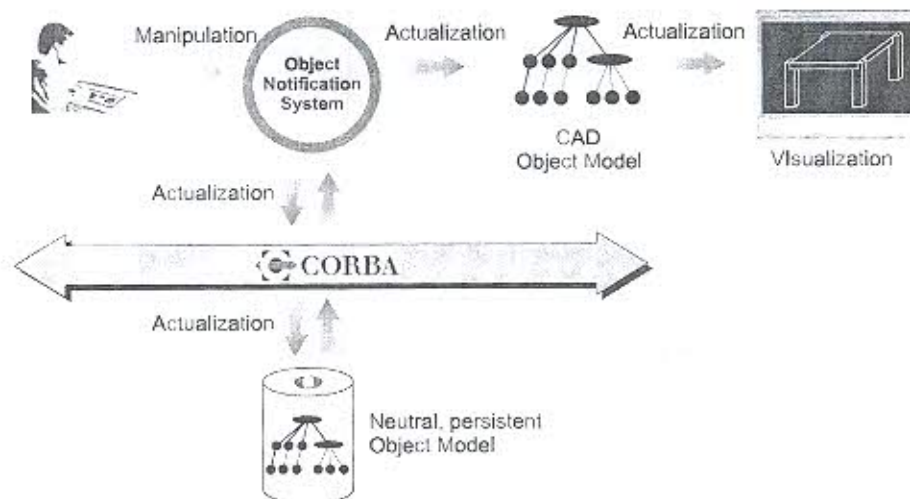 Manipulation
Object
Notification
System
Actualization
CAD
Object Model
Actualization
VIsualization
Actualization
CORBA
Actualization
Neutral, persistent
Object Model